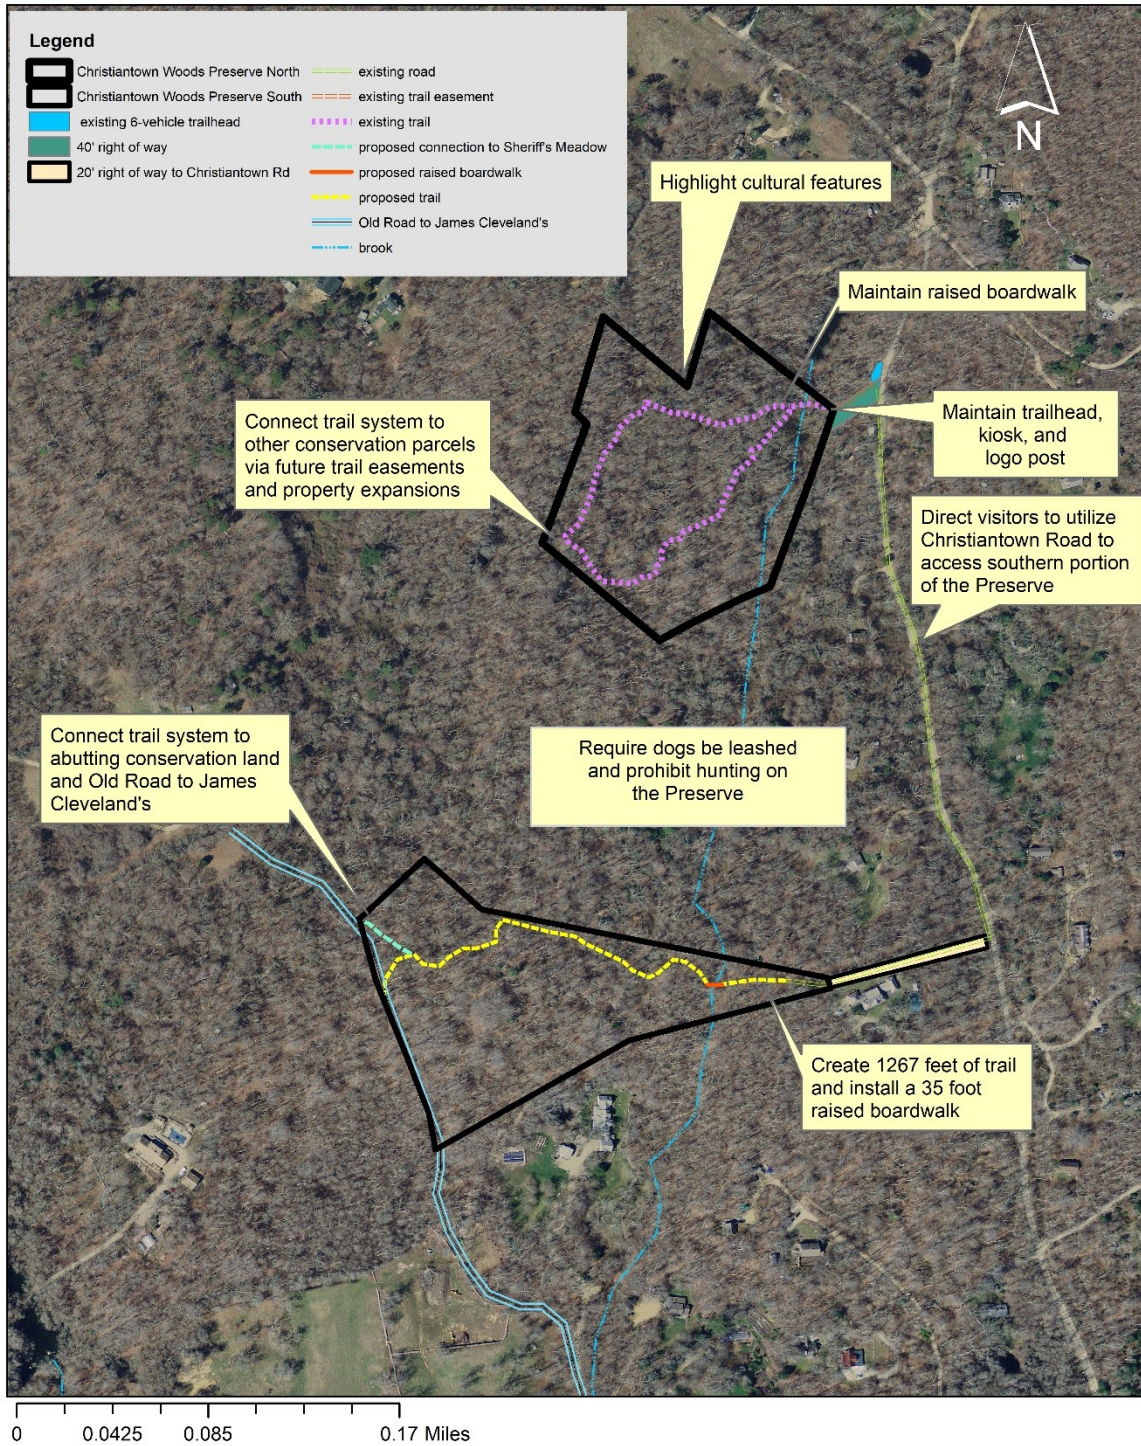 Legend
Christiantown Woods Preserve North
Christiantown Woods Preserve South
existing 6-vehicle trailhead
40' right of way
20' right of way to Christiantown Rd
existing road
existing trail easement
existing trail
proposed connection to Sheriff's Meadow
proposed raised boardwalk
proposed trail
Old Road to James Cleveland's
brook
N
Highlight cultural features
Maintain raised boardwalk
Connect trail system to
other conservation parcels
via future trail easements
and property expansions
Maintain trailhead,
kiosk, and
logo post
Direct visitors to utilize
Christiantown Road to
access southern portion
of the Preserve
Connect trail system to
abutting conservation land
and Old Road to James
Cleveland's
Require dogs be leashed
and prohibit hunting on
the Preserve
Create 1267 feet of trail
and install a 35 foot
raised boardwalk
0 0.0425 0.085 0.17 Miles